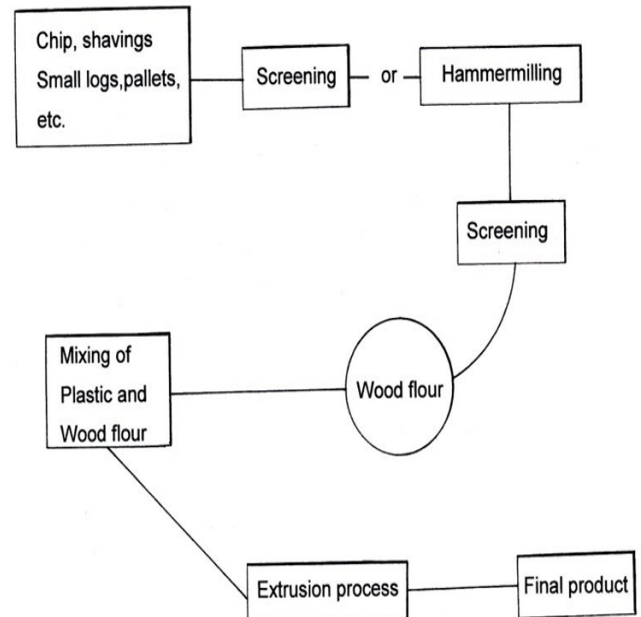 Chip, shavings
Small logs,pallets,
etc.
Screening
or
Hammermilling
Screening
Wood flour
Mixing of
Plastic and
Wood flour
Extrusion process
Final product